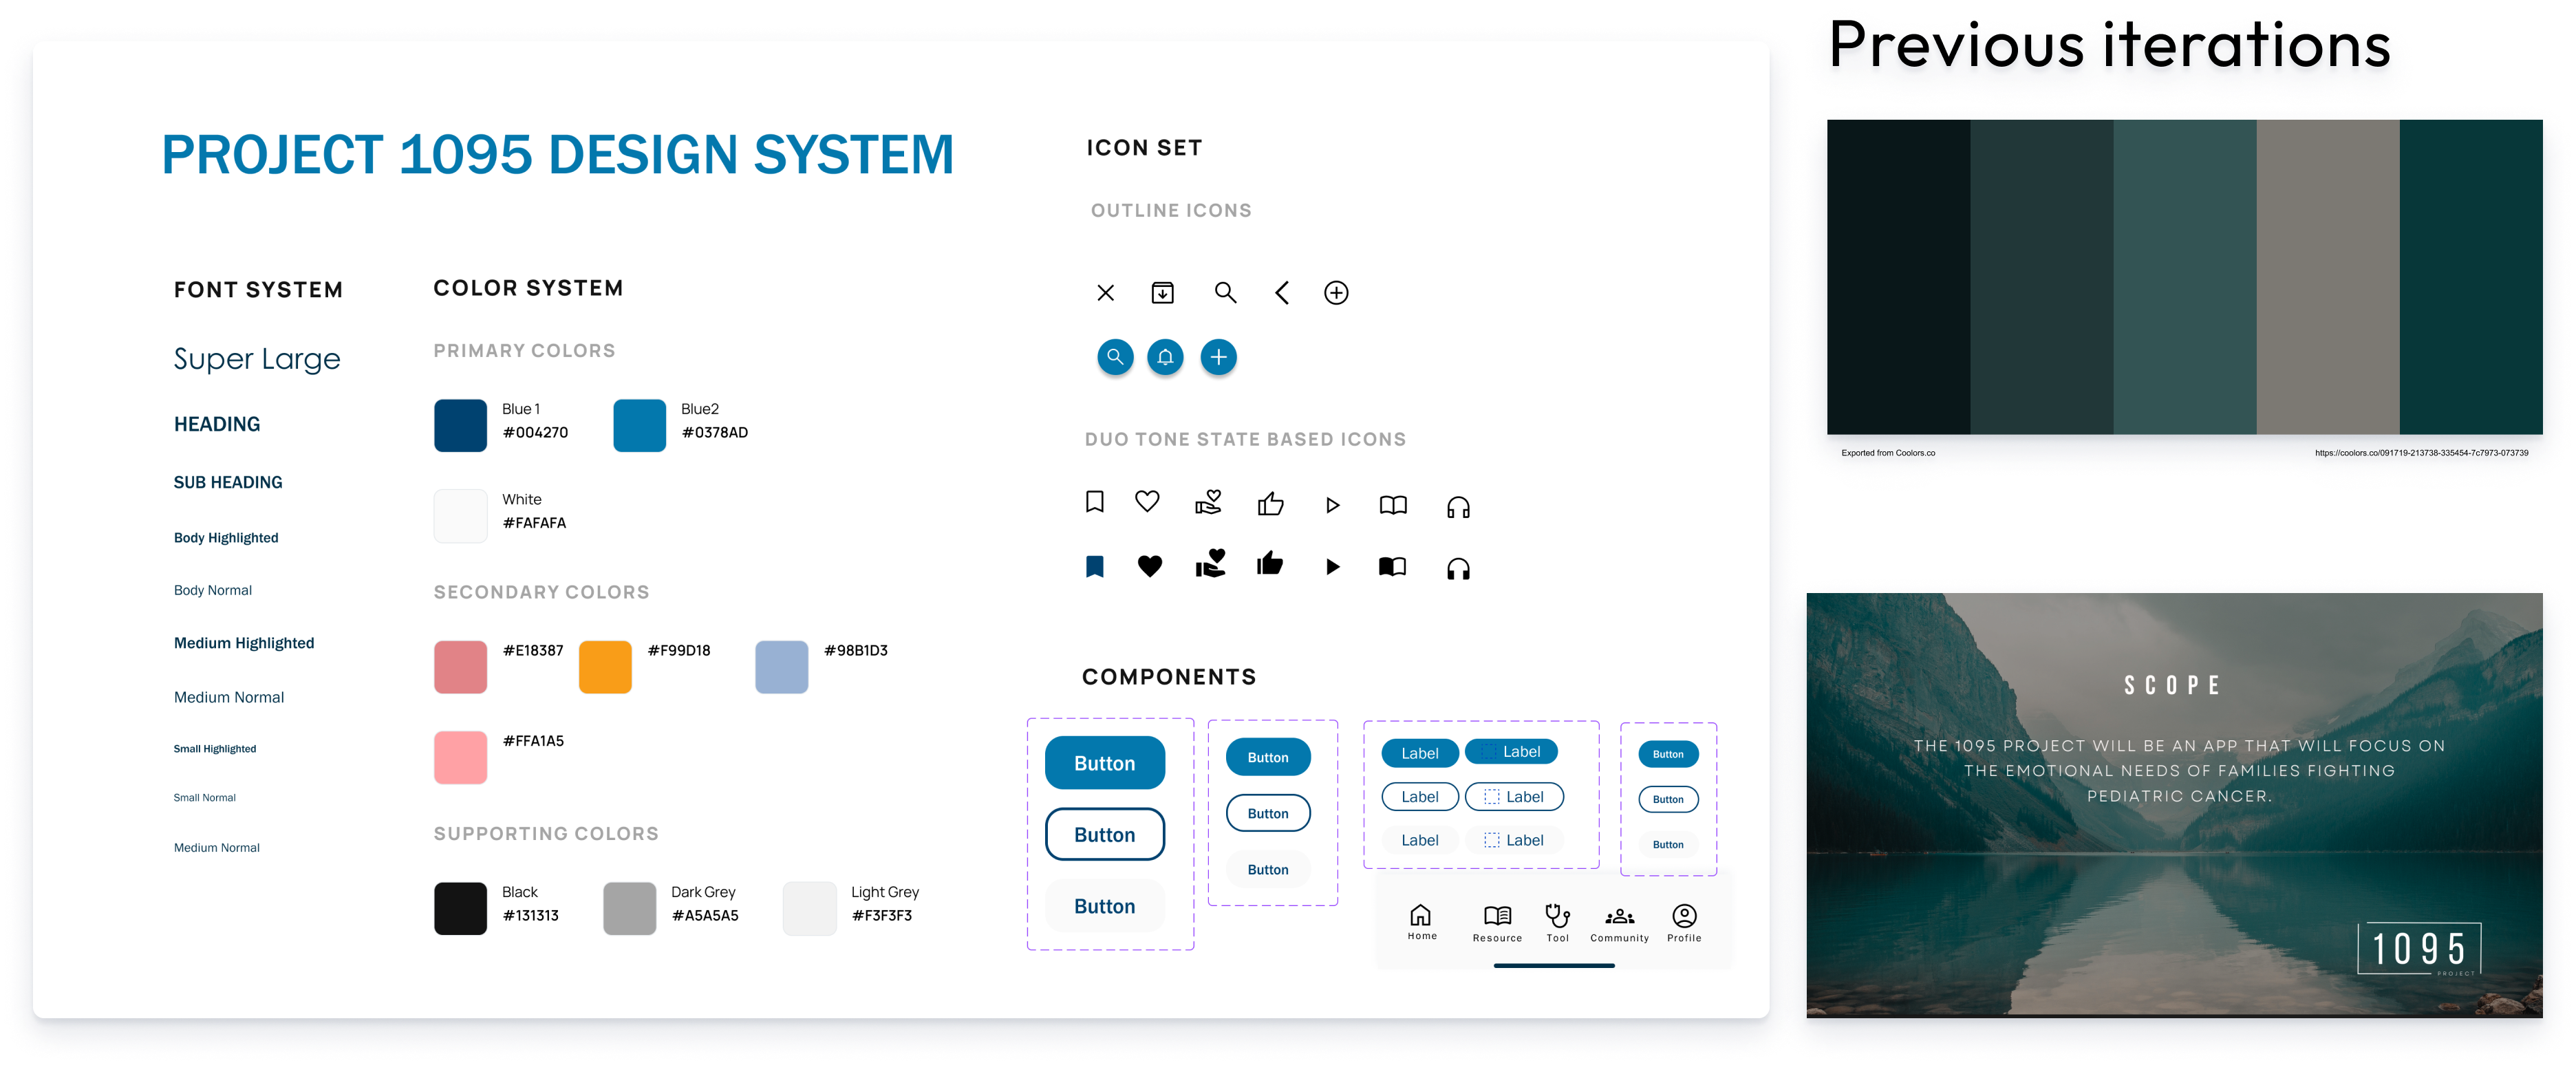 PROJECT 1095 DESIGN SYSTEM
FONT SYSTEM
Super Large
HEADING
SUB HEADING
Body Highlighted
Body Normal
Medium Highlighted
Medium Normal
Small Highlighted
Small Normal
Medium Normal
COLOR SYSTEM
PRIMARY COLORS
Blue 1
#004270
Blue2
#0378AD
White
#FAFAFA
SECONDARY COLORS
#E18387
#F99D18
#98B1D3
#FFA1A5
SUPPORTING COLORS
Black
#131313
Dark Grey
#A5A5A5
Light Grey
#F3F3F3
ICON SET
OUTLINE ICONS
DUO TONE STATE BASED ICONS
COMPONENTS
Button
Button
Button
Button
Button
Button
Label Label
Label Label
Label Label
Button
Button
Button
Home Resource Tool Community Profile
Previous iterations
Exported from Coolors.co
https://coolors.co/091719-213738-335454-7c7973-073739
SCOPE
THE 1095 PROJECT WILL BE AN APP THAT WILL FOCUS ON
THE EMOTIONAL NEEDS OF FAMILIES FIGHTING
PEDIATRIC CANCER.
1095
PROJECT